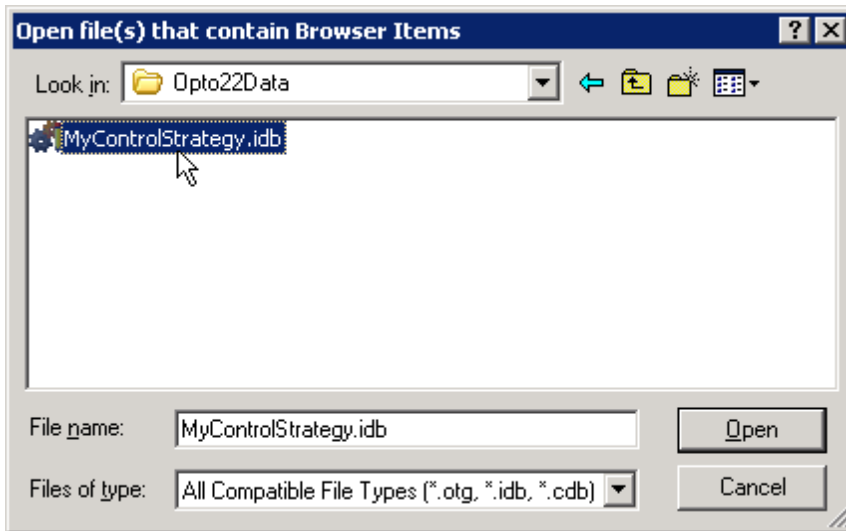 Open file(s) that contain Browser Items
Look in: Opto22Data
MyControlStrategy.idb
File name: MyControlStrategy.idb Open
Files of type: All Compatible File Types (*.otg, *.idb, *.cdb) Cancel